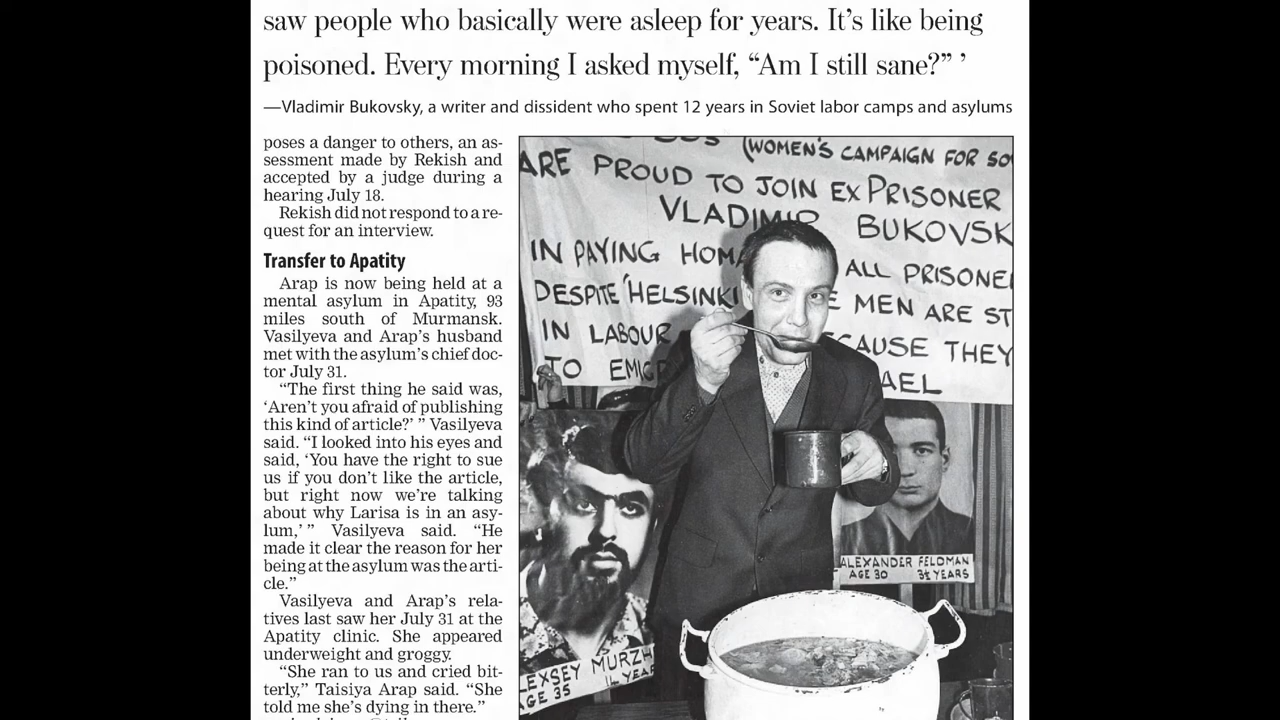 saw people who basically were asleep for years. It’s like being
poisoned. Every morning I asked myself, “Am I still sane?” ’
—Vladimir Bukovsky, a writer and dissident who spent 12 years in Soviet labor camps and asylums
poses a danger to others, an as-
sessment made by Rekish and
accepted by a judge during a
hearing July 18.
Rekish did not respond to a re-
quest for an interview.
Transfer to Apatity
Arap is now being held at a
mental asylum in Apatity, 93
miles south of Murmansk.
Vasilyeva and Arap’s husband
met with the asylum’s chief doc-
tor July 31.
“The first thing he said was,
‘Aren’t you afraid of publishing
this kind of article?’ ” Vasilyeva
said. “I looked into his eyes and
said, ‘You have the right to sue
us if you don’t like the article,
but right now we’re talking
about why Larisa is in an asy-
lum,’ ” Vasilyeva said. “He
made it clear the reason for her
being at the asylum was the arti-
cle.”
Vasilyeva and Arap’s rela-
tives last saw her July 31 at the
Apatity clinic. She appeared
underweight and groggy.
“She ran to us and cried bit-
terly,” Taisiya Arap said. “She
told me she’s dying in there.”
(WOMEN'S CAMPAIGN FOR SO
ARE PROUD TO JOIN EX PRISONER
VLADIMIR BUKOVSK
IN PAYING HOMA ALL PRISONE
DESPITE 'HELSINKI E MEN ARE ST
IN LABOUR CAUSE THEY
TO EMIG AEL
ALEXANDER FELDMAN
AGE 30 3½ YEARS
LEXSEY MURZH
GE 35 YEA